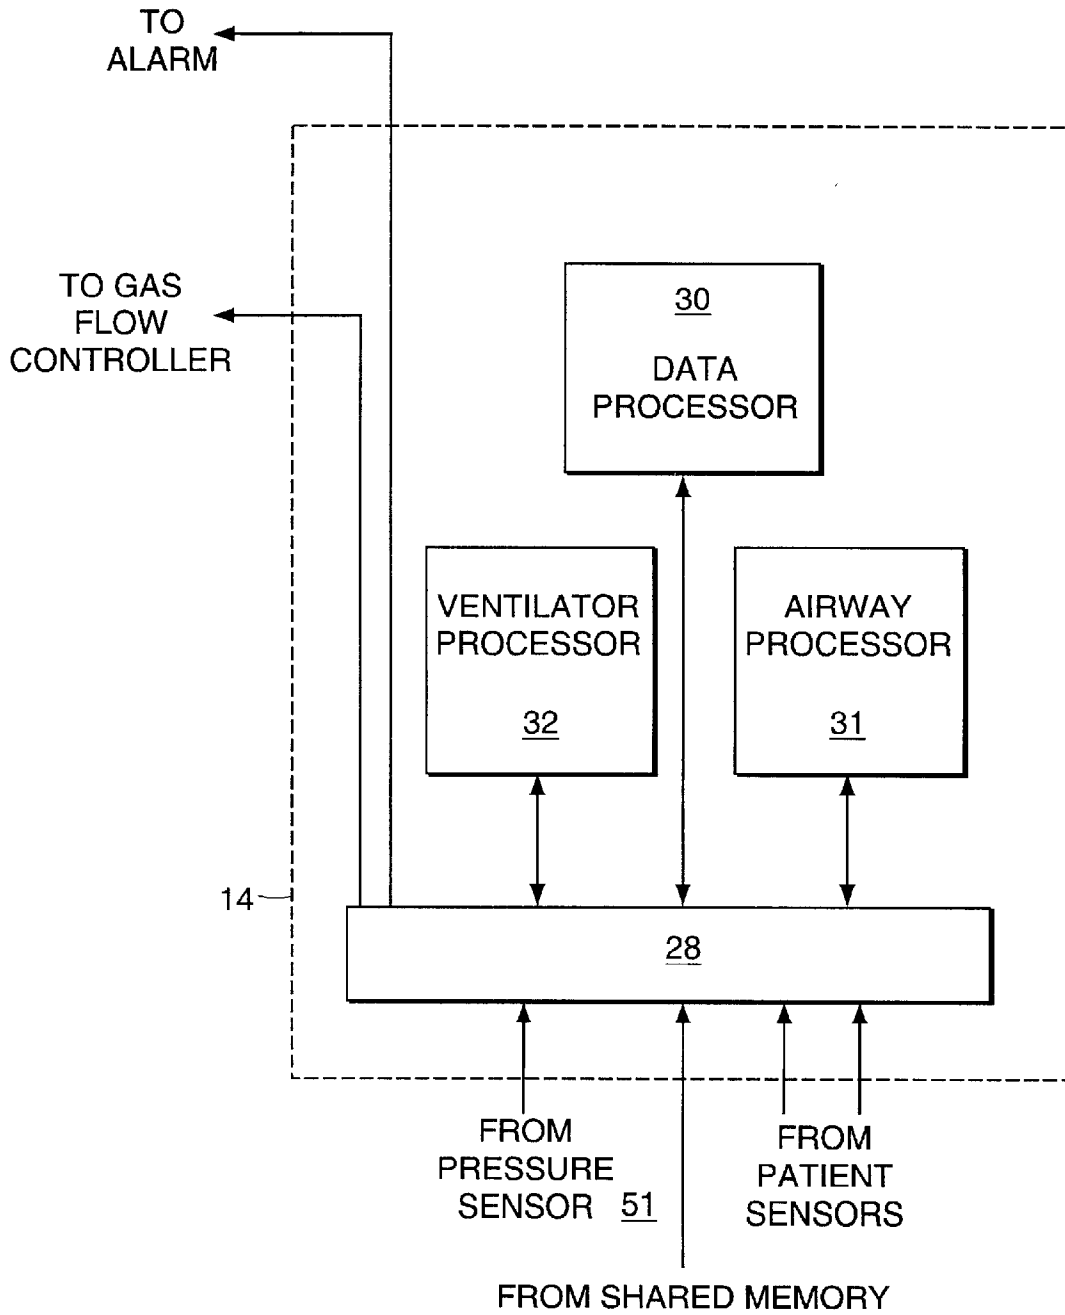 TO
ALARM
TO GAS
FLOW
CONTROLLER
30
DATA
PROCESSOR
VENTILATOR
PROCESSOR
32
AIRWAY
PROCESSOR
31
14
28
FROM
PRESSURE
SENSOR 51
FROM
PATIENT
SENSORS
FROM SHARED MEMORY